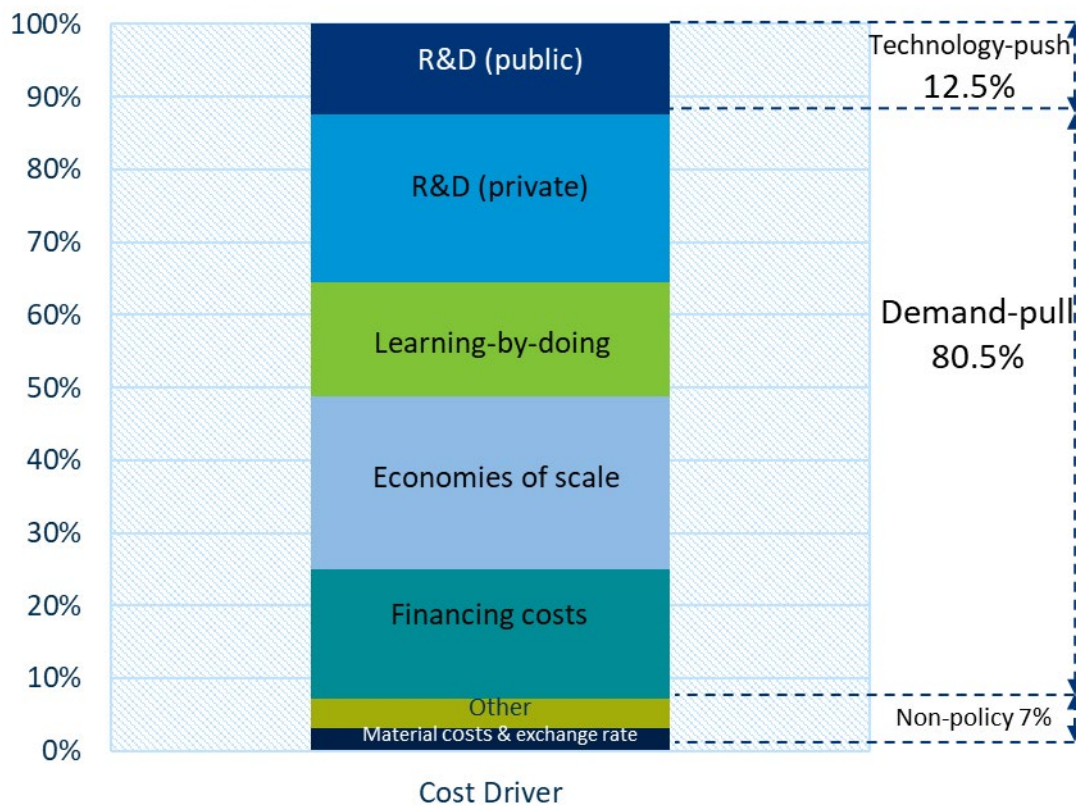 100%
90%
80%
70%
60%
50%
40%
30%
20%
10%
0%
R&D (public)
R&D (private)
Learning-by-doing
Economies of scale
Financing costs
Other
Material costs & exchange rate
Cost Driver
Technology-push
12.5%
Demand-pull
80.5%
Non-policy 7%